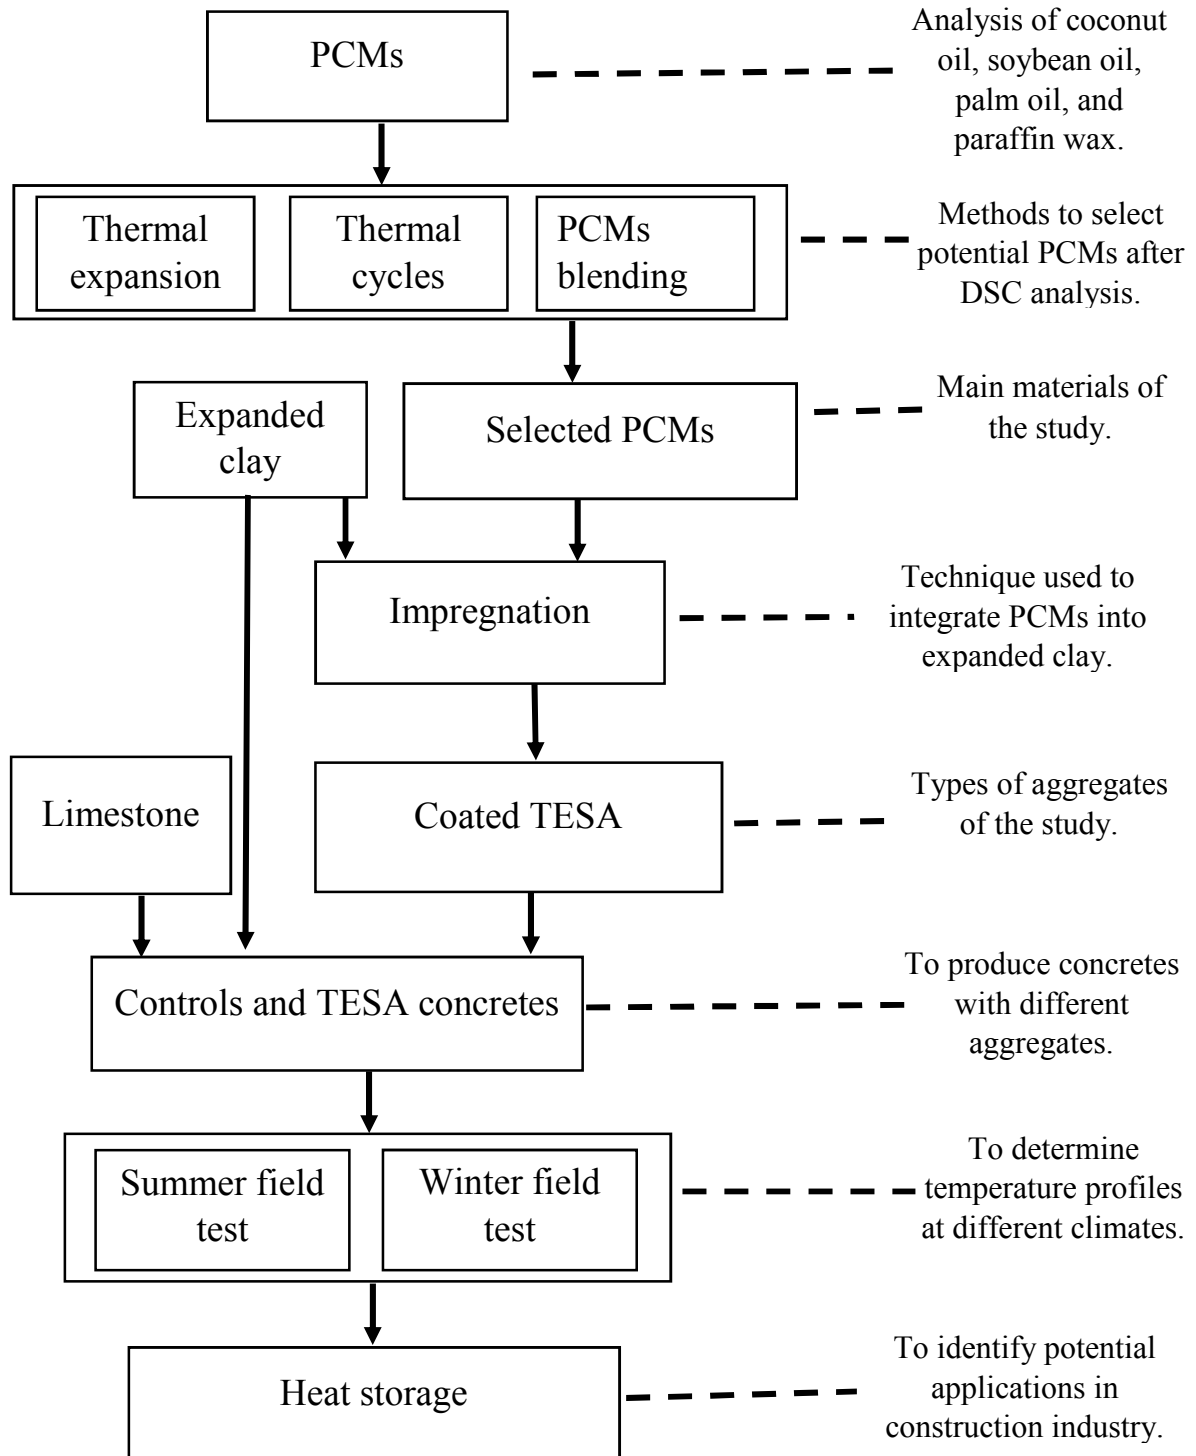 PCMs
Analysis of coconut
oil, soybean oil,
palm oil, and
paraffin wax.
Thermal
expansion
Thermal
cycles
PCMs
blending
Methods to select
potential PCMs after
DSC analysis.
Expanded
clay
Selected PCMs
Main materials of
the study.
Impregnation
Technique used to
integrate PCMs into
expanded clay.
Limestone
Coated TESA
Types of aggregates
of the study.
Controls and TESA concretes
To produce concretes
with different
aggregates.
Summer field
test
Winter field
test
To determine
temperature profiles
at different climates.
Heat storage
To identify potential
applications in
construction industry.